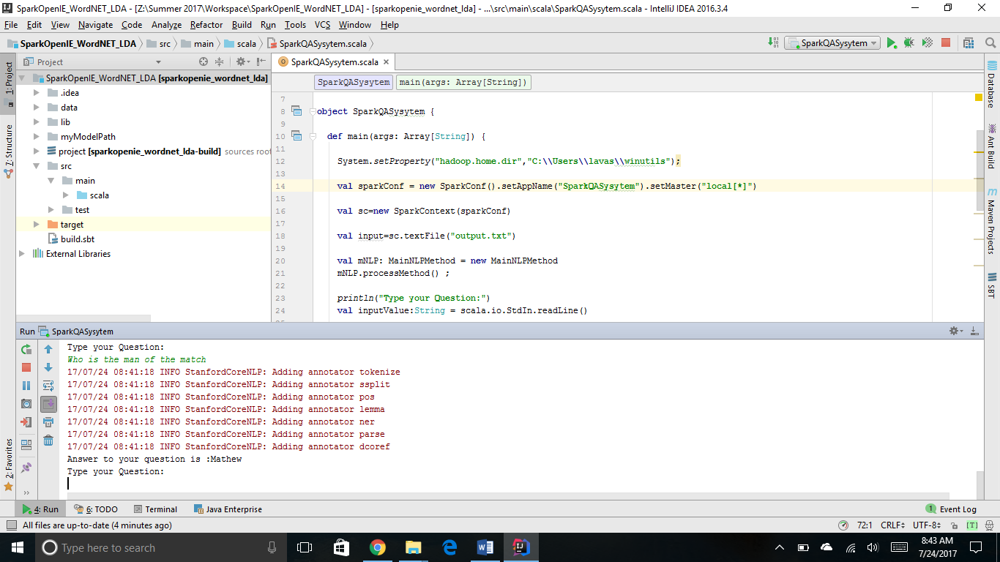 SparkOpenIE_WordNET_LDA - [Z:\Summer 2017\Workspace\SparkOpenIE_WordNET_LDA] - [sparkopenie_wordnet_lda] - ...\src\main\scala\SparkQASysytem.scala - IntelliJ IDEA 2016.3.4
File Edit View Navigate Code Analyze Refactor Build Run Tools VCS Window Help
SparkOpenIE_WordNET_LDA src main scala SparkQASysytem.scala SparkQASysytem
Project SparkQASysytem.scala
1: Project
7: Structure
2: Favorites
SparkOpenIE_WordNET_LDA [sparkopenie_wordnet_lda]
.idea
data
lib
myModelPath
project [sparkopenie_wordnet_lda-build] sources root
src
main
scala
test
target
build.sbt
External Libraries
SparkQASysytem main(args: Array[String])
7
8 object SparkQASysytem {
9
10 def main(args: Array[String]) {
11
12 System.setProperty("hadoop.home.dir","C:\\Users\\lavas\\winutils");
13
14 val sparkConf = new SparkConf().setAppName("SparkQASysytem").setMaster("local[*]")
15
16 val sc=new SparkContext(sparkConf)
17
18 val input=sc.textFile("output.txt")
19
20 val mNLP: MainNLPMethod = new MainNLPMethod
21 mNLP.processMethod() ;
22
23 println("Type your Question:")
24 val inputValue:String = scala.io.StdIn.readLine()
Database
Ant Build
Maven Projects
SBT
Run SparkQASysytem
Type your Question:
Who is the man of the match
17/07/24 08:41:18 INFO StanfordCoreNLP: Adding annotator tokenize
17/07/24 08:41:18 INFO StanfordCoreNLP: Adding annotator ssplit
17/07/24 08:41:18 INFO StanfordCoreNLP: Adding annotator pos
17/07/24 08:41:18 INFO StanfordCoreNLP: Adding annotator lemma
17/07/24 08:41:18 INFO StanfordCoreNLP: Adding annotator ner
17/07/24 08:41:18 INFO StanfordCoreNLP: Adding annotator parse
17/07/24 08:41:18 INFO StanfordCoreNLP: Adding annotator dcoref
Answer to your question is :Mathew
Type your Question:
4: Run 6: TODO Terminal Java Enterprise 1 Event Log
All files are up-to-date (4 minutes ago) 72:1 CRLF UTF-8 [T]
Type here to search
8:43 AM
7/24/2017